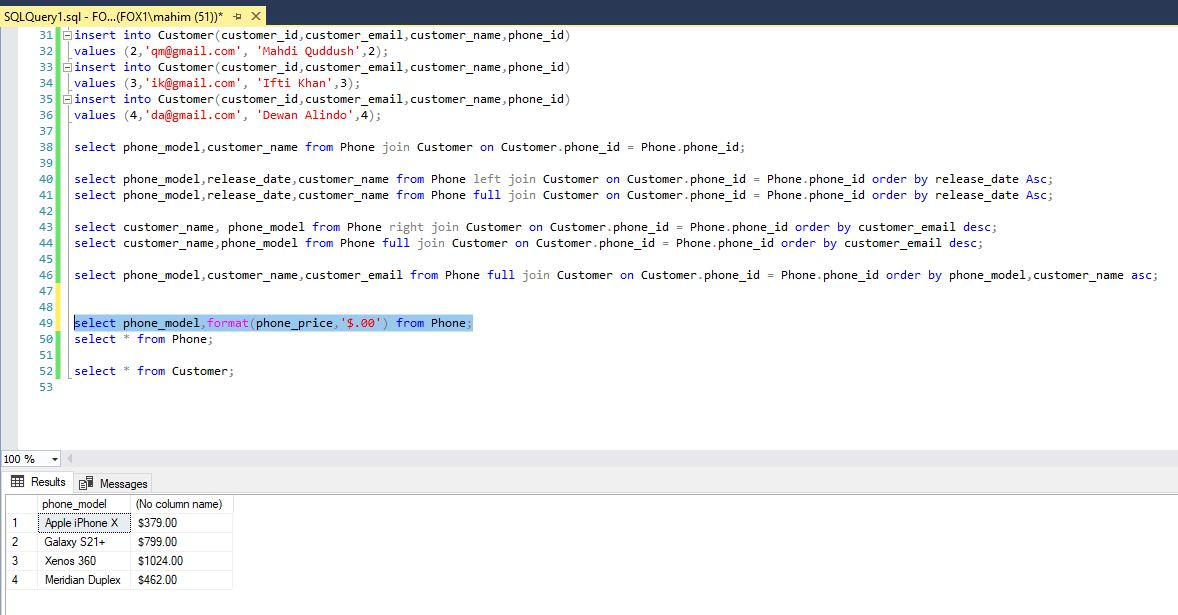 SQLQuery1.sql - FO...(FOX1\mahim (51))*
31 insert into Customer(customer_id,customer_email,customer_name,phone_id)
32 values (2,'qm@gmail.com', 'Mahdi Quddush',2);
33 insert into Customer(customer_id,customer_email,customer_name,phone_id)
34 values (3,'ik@gmail.com', 'Ifti Khan',3);
35 insert into Customer(customer_id,customer_email,customer_name,phone_id)
36 values (4,'da@gmail.com', 'Dewan Alindo',4);
37
38 select phone_model,customer_name from Phone join Customer on Customer.phone_id = Phone.phone_id;
39
40 select phone_model,release_date,customer_name from Phone left join Customer on Customer.phone_id = Phone.phone_id order by release_date Asc;
41 select phone_model,release_date,customer_name from Phone full join Customer on Customer.phone_id = Phone.phone_id order by release_date Asc;
42
43 select customer_name, phone_model from Phone right join Customer on Customer.phone_id = Phone.phone_id order by customer_email desc;
44 select customer_name,phone_model from Phone full join Customer on Customer.phone_id = Phone.phone_id order by customer_email desc;
45
46 select phone_model,customer_name,customer_email from Phone full join Customer on Customer.phone_id = Phone.phone_id order by phone_model,customer_name asc;
47
48
49 select phone_model,format(phone_price,'$.00') from Phone;
50 select * from Phone;
51
52 select * from Customer;
53
100 %
Results Messages
phone_model (No column name)
1 Apple iPhone X $379.00
2 Galaxy S21+ $799.00
3 Xenos 360 $1024.00
4 Meridian Duplex $462.00